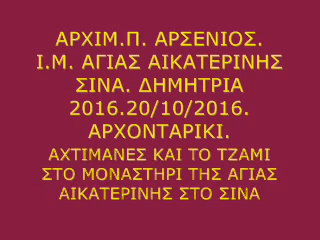 ΑΡΧΙΜ.Π. ΑΡΣΕΝΙΟΣ.
Ι.Μ. ΑΓΙΑΣ ΑΙΚΑΤΕΡΙΝΗΣ
ΣΙΝΑ. ΔΗΜΗΤΡΙΑ
2016.20/10/2016.
ΑΡΧΟΝΤΑΡΙΚΙ.
ΑΧΤΙΜΑΝΕΣ ΚΑΙ ΤΟ ΤΖΑΜΙ
ΣΤΟ ΜΟΝΑΣΤΗΡΙ ΤΗΣ ΑΓΙΑΣ
ΑΙΚΑΤΕΡΙΝΗΣ ΣΤΟ ΣΙΝΑ